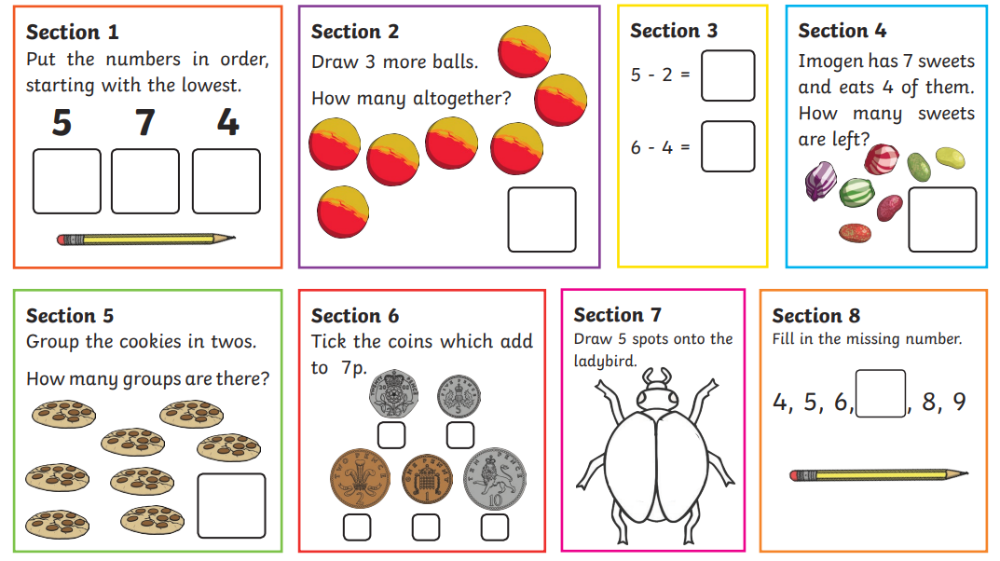 Section 1
Put the numbers in order,
starting with the lowest.
5 7 4
Section 2
Draw 3 more balls.
How many altogether?
Section 3
5 - 2 =
6 - 4 =
Section 4
Imogen has 7 sweets
and eats 4 of them.
How many sweets
are left?
Section 5
Group the cookies in twos.
How many groups are there?
Section 6
Tick the coins which add
to 7p.
TWENTY PENCE
5
TWO PENCE
2
ONE PENNY
1
TEN PENCE
10
Section 7
Draw 5 spots onto the
ladybird.
Section 8
Fill in the missing number.
4, 5, 6, , 8, 9